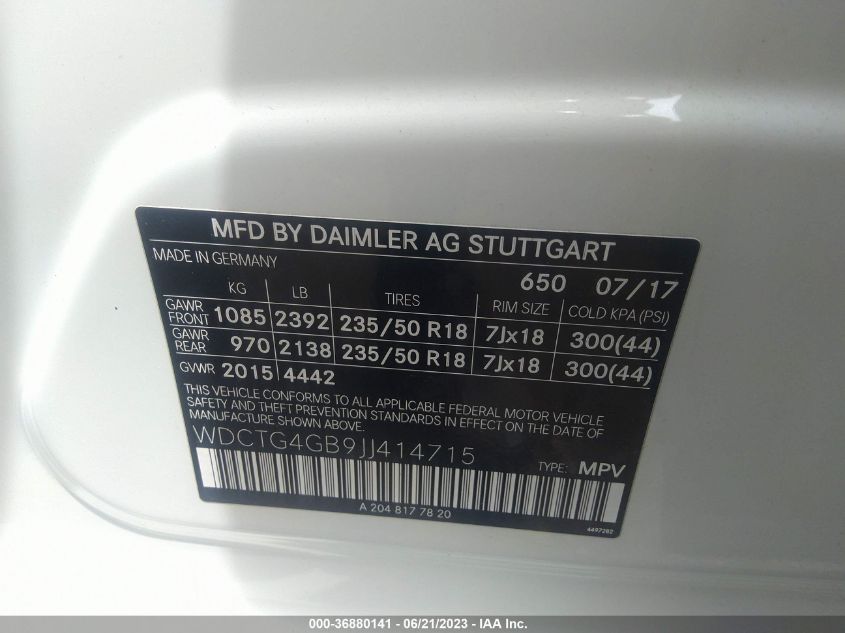 MFD BY DAIMLER AG STUTTGART
MADE IN GERMANY 650 07/17
KG LB TIRES RIM SIZE COLD KPA (PSI)
GAWR FRONT 1085 2392 235/50 R18 7Jx18 300(44)
GAWR REAR 970 2138 235/50 R18 7Jx18 300(44)
GVWR 2015 4442
THIS VEHICLE CONFORMS TO ALL APPLICABLE FEDERAL MOTOR VEHICLE
SAFETY AND THEFT PREVENTION STANDARDS IN EFFECT ON THE DATE OF
MANUFACTURE SHOWN ABOVE.
WDCTG4GB9JJ414715
TYPE: MPV
A 204 817 78 20
4497282
000-36880141 - 06/21/2023 - IAAI.COM